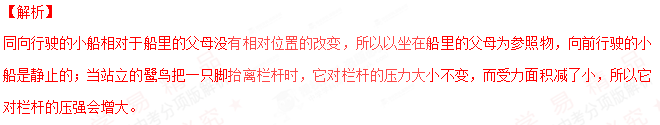 【解析】
同向行驶的小船相对于船里的父母没有相对位置的改变，所以以坐在船里的父母为参照物，向前行驶的小
船是静止的；当站立的鹭鸟把一只脚抬离栏杆时，它对栏杆的压力大小不变，而受力面积减了小，所以它
对栏杆的压强会增大。